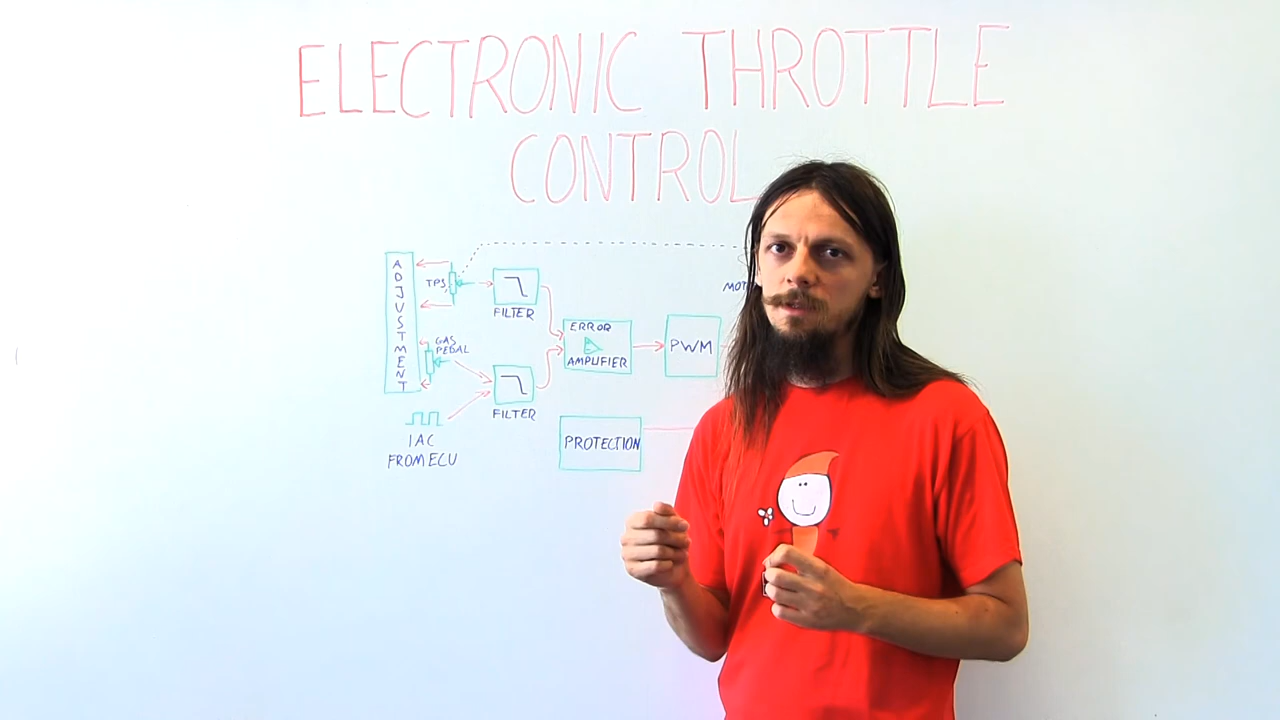 ELECTRONIC THROTTLE
CONTROL
ADJUSTMENT
TPS
FILTER
GAS
PEDAL
ERROR
AMPLIFIER
PWM
FILTER
IAC
FROM ECU
PROTECTION